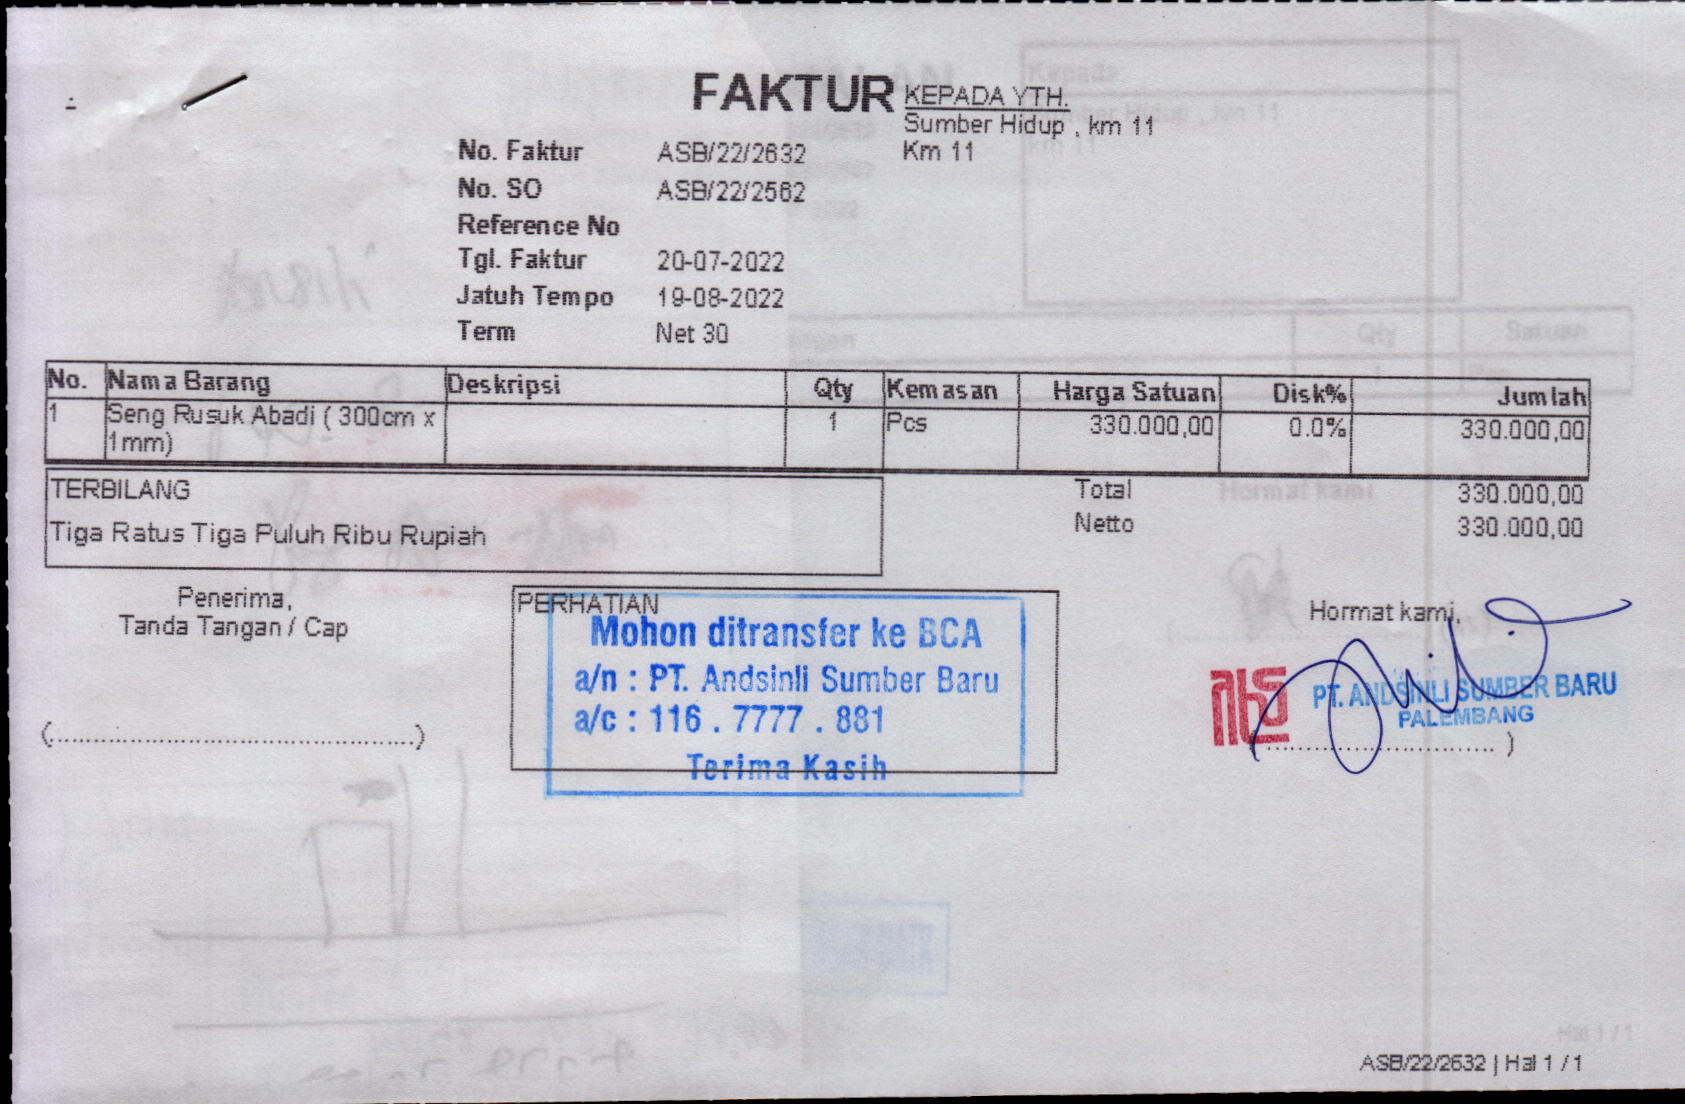 FAKTUR
KEPADA YTH.
Sumber Hidup , km 11
Km 11
No. Faktur ASB/22/2632
No. SO ASB/22/2562
Reference No
Tgl. Faktur 20-07-2022
Jatuh Tempo 19-08-2022
Term Net 30
No. Nama Barang Deskripsi Qty Kemasan Harga Satuan Disk% Jumlah
1 Seng Rusuk Abadi ( 300cm x 1 Pcs 330.000,00 0.0% 330.000,00
1mm)
TERBILANG
Tiga Ratus Tiga Puluh Ribu Rupiah
Total 330.000,00
Netto 330.000,00
Penerima,
Tanda Tangan / Cap
(..........................................)
PERHATIAN
Mohon ditransfer ke BCA
a/n : PT. Andsinli Sumber Baru
a/c : 116 . 7777 . 881
Terima Kasih
Hormat kami,
PT. ANDSINLI SUMBER BARU
PALEMBANG
(.............................. )
ASB/22/2632 | Hal 1 / 1